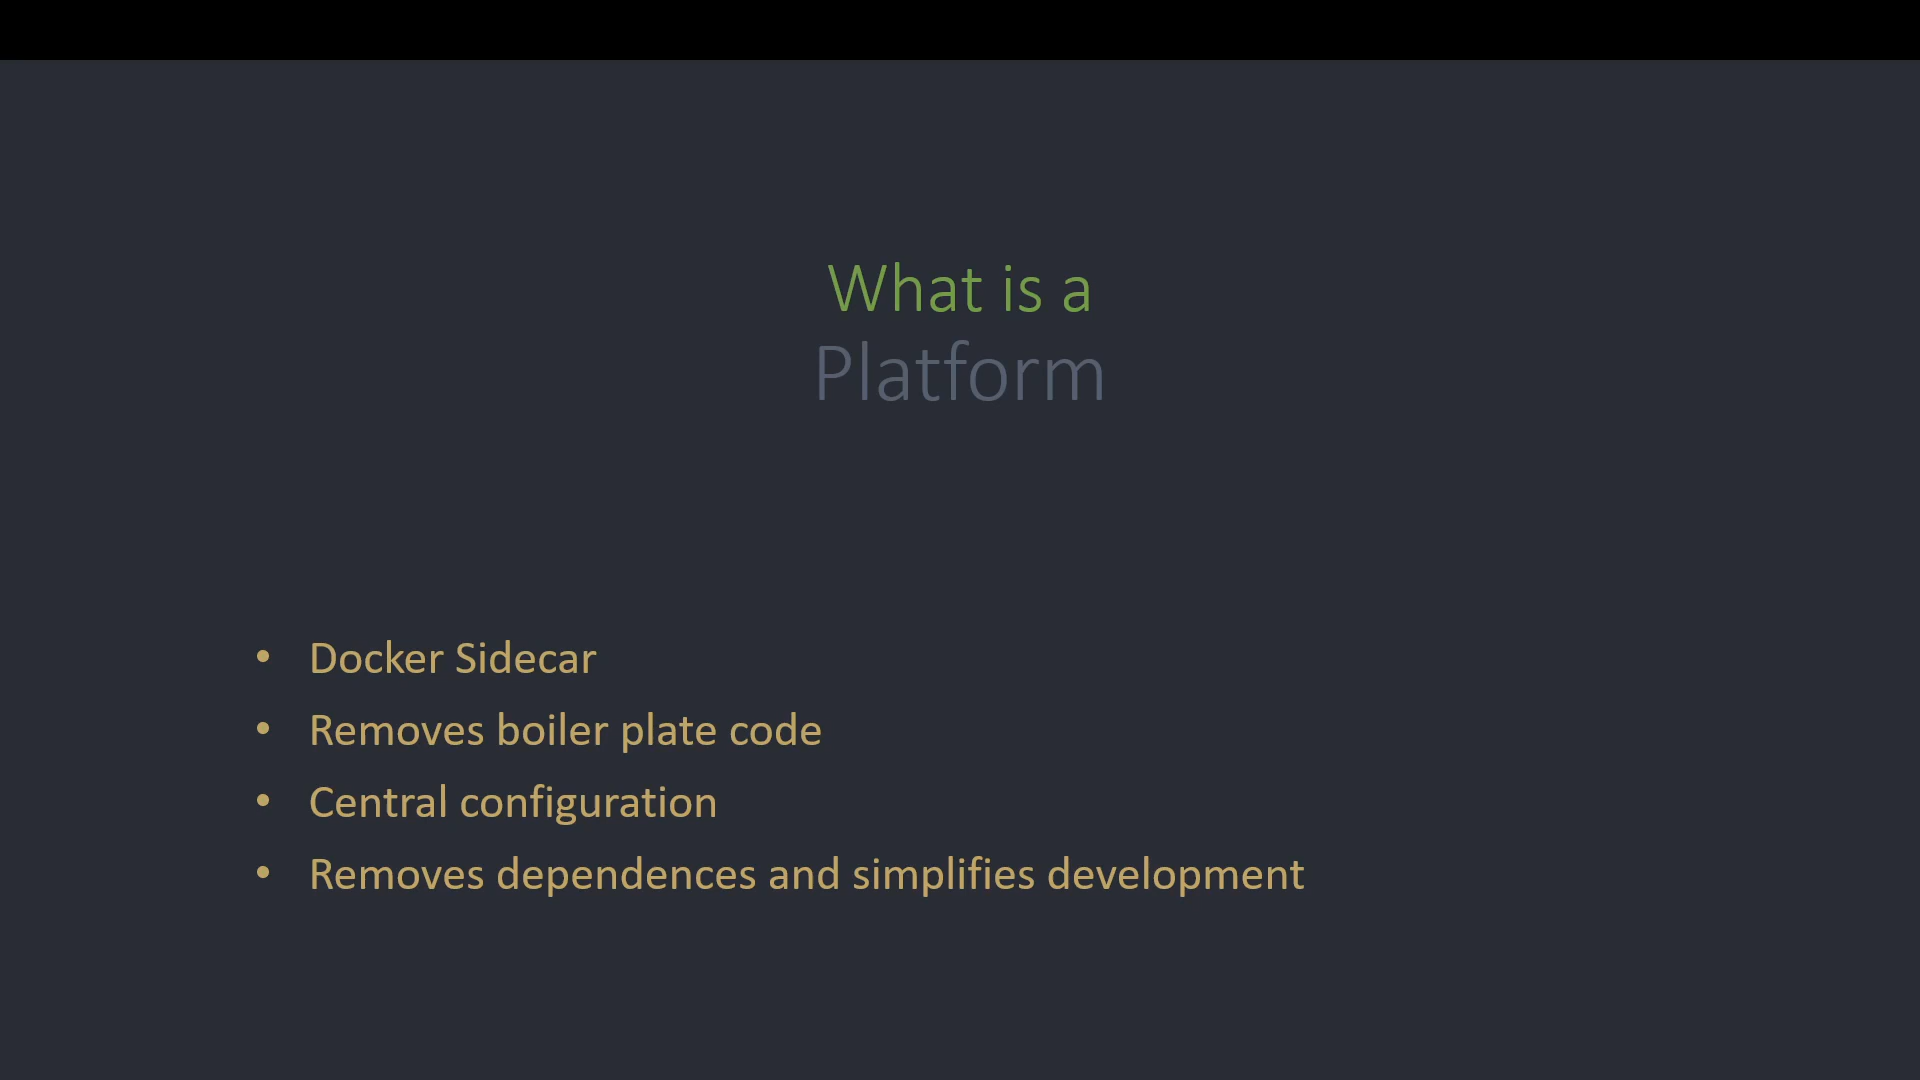 What is a
Platform
• Docker Sidecar
• Removes boiler plate code
• Central configuration
• Removes dependences and simplifies development